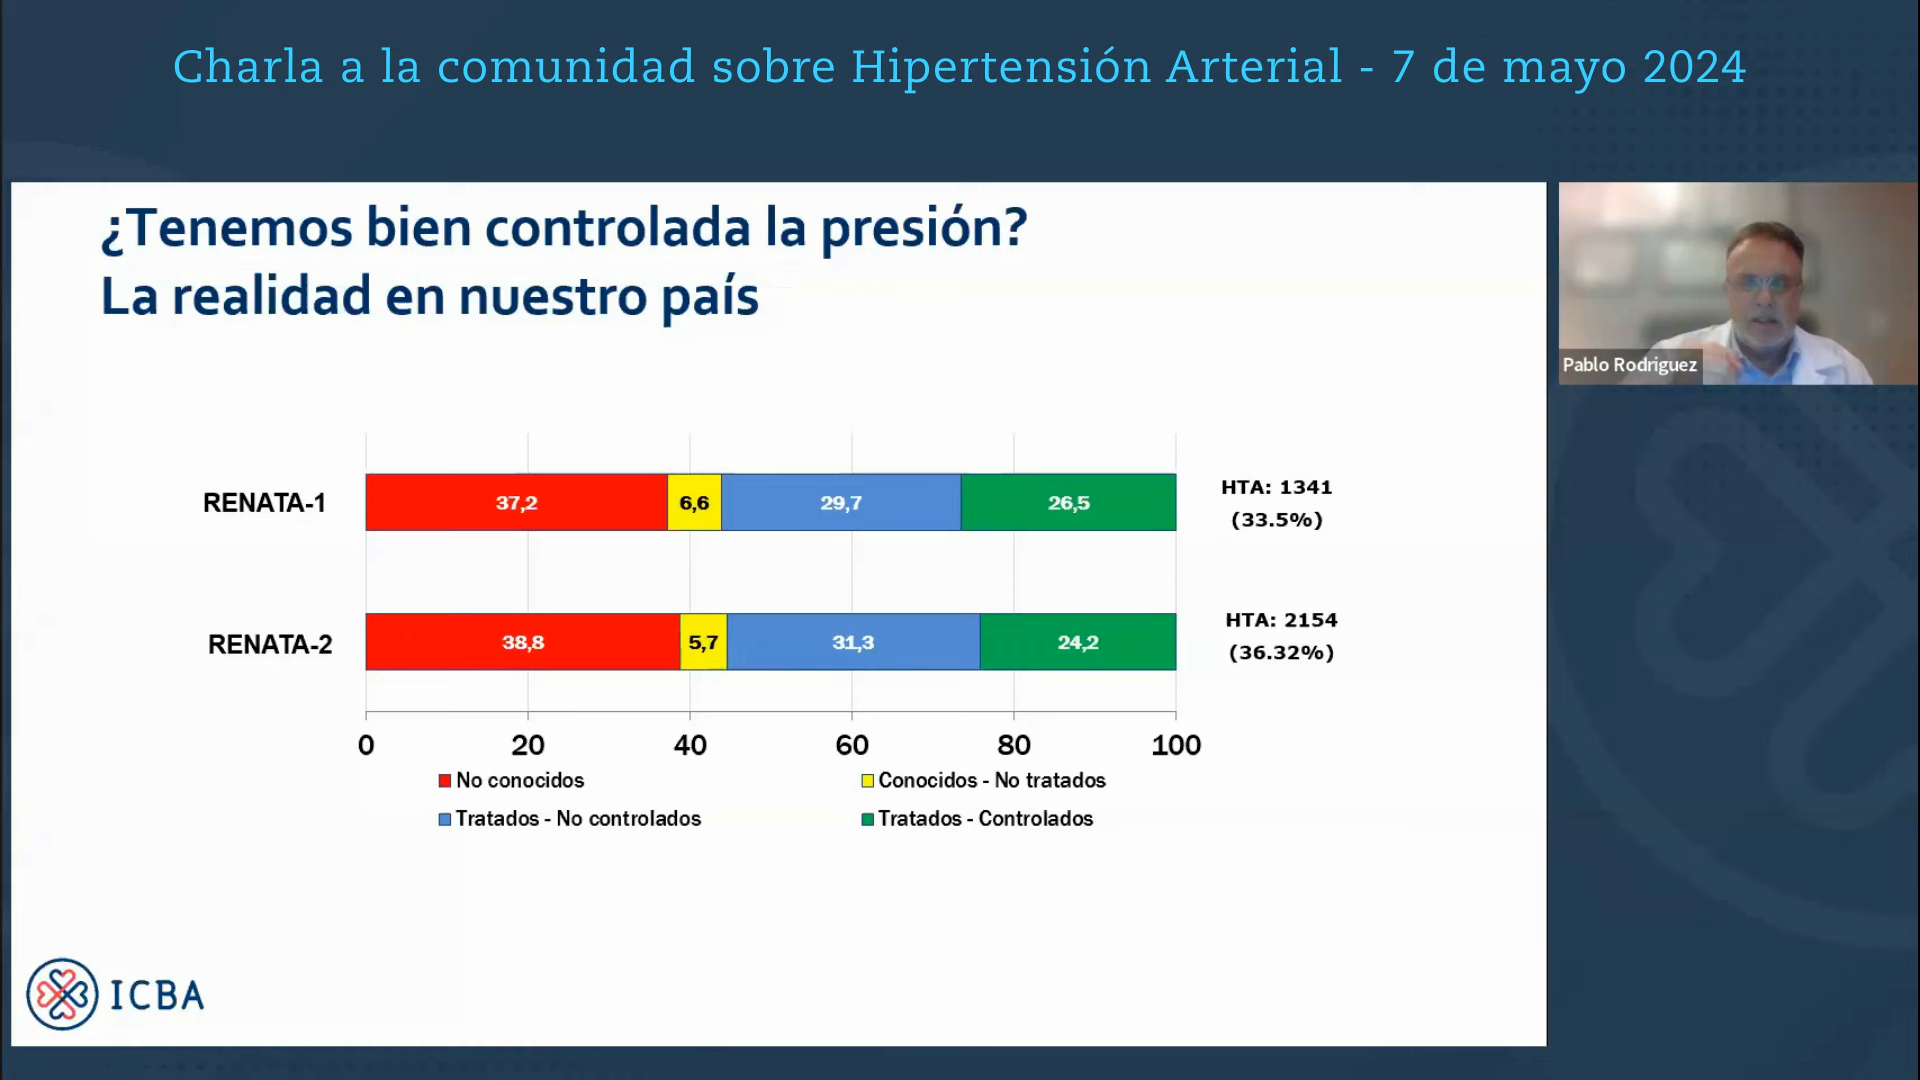 Charla a la comunidad sobre Hipertensión Arterial - 7 de mayo 2024
¿Tenemos bien controlada la presión?
La realidad en nuestro país
Pablo Rodriguez
RENATA-1
37,2
6,6
29,7
26,5
HTA: 1341
(33.5%)
RENATA-2
38,8
5,7
31,3
24,2
HTA: 2154
(36.32%)
0 20 40 60 80 100
No conocidos
Conocidos - No tratados
Tratados - No controlados
Tratados - Controlados
ICBA